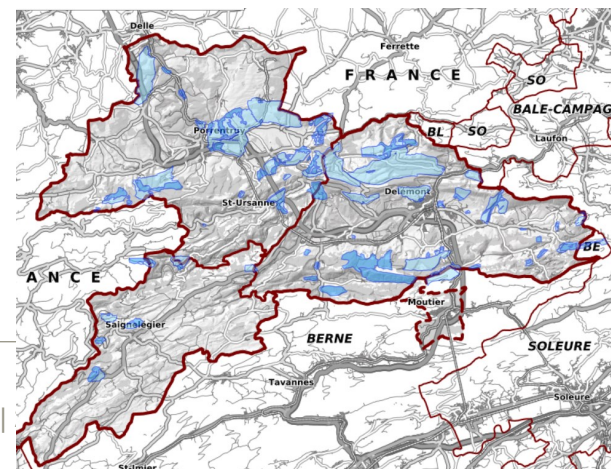 Delle
Ferrette
FRANCE
SO
BALE-CAMPAG
Porrentruy
BL
SO
Laufon
St-Ursanne
Delémont
BE
ANCE
Moutier
Saignelégier
BERNE
SOLEURE
Tavannes
Soleure
St-Imier